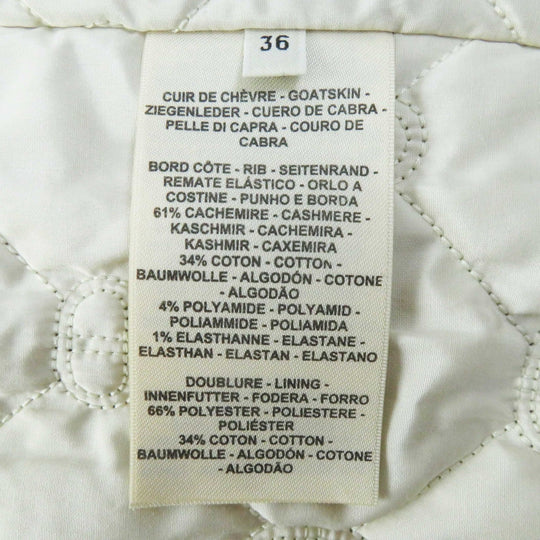 36
CUIR DE CHÈVRE - GOATSKIN -
ZIEGENLEDER - CUERO DE CABRA -
PELLE DI CAPRA - COURO DE
CABRA
BORD CÔTE - RIB - SEITENRAND -
REMATE ELÁSTICO - ORLO A
COSTINE - PUNHO E BORDA
61% CACHEMIRE - CASHMERE -
KASCHMIR - CACHEMIRA -
KASHMIR - CAXEMIRA
34% COTON - COTTON -
BAUMWOLLE - ALGODÓN - COTONE
- ALGODÃO
4% POLYAMIDE - POLYAMID -
POLIAMMIDE - POLIAMIDA
1% ELASTHANNE - ELASTANE -
ELASTHAN - ELASTAN - ELASTANO
DOUBLURE - LINING -
INNENFUTTER - FODERA - FORRO
66% POLYESTER - POLIESTERE -
POLIÉSTER
34% COTON - COTTON -
BAUMWOLLE - ALGODÓN - COTONE
- ALGODÃO